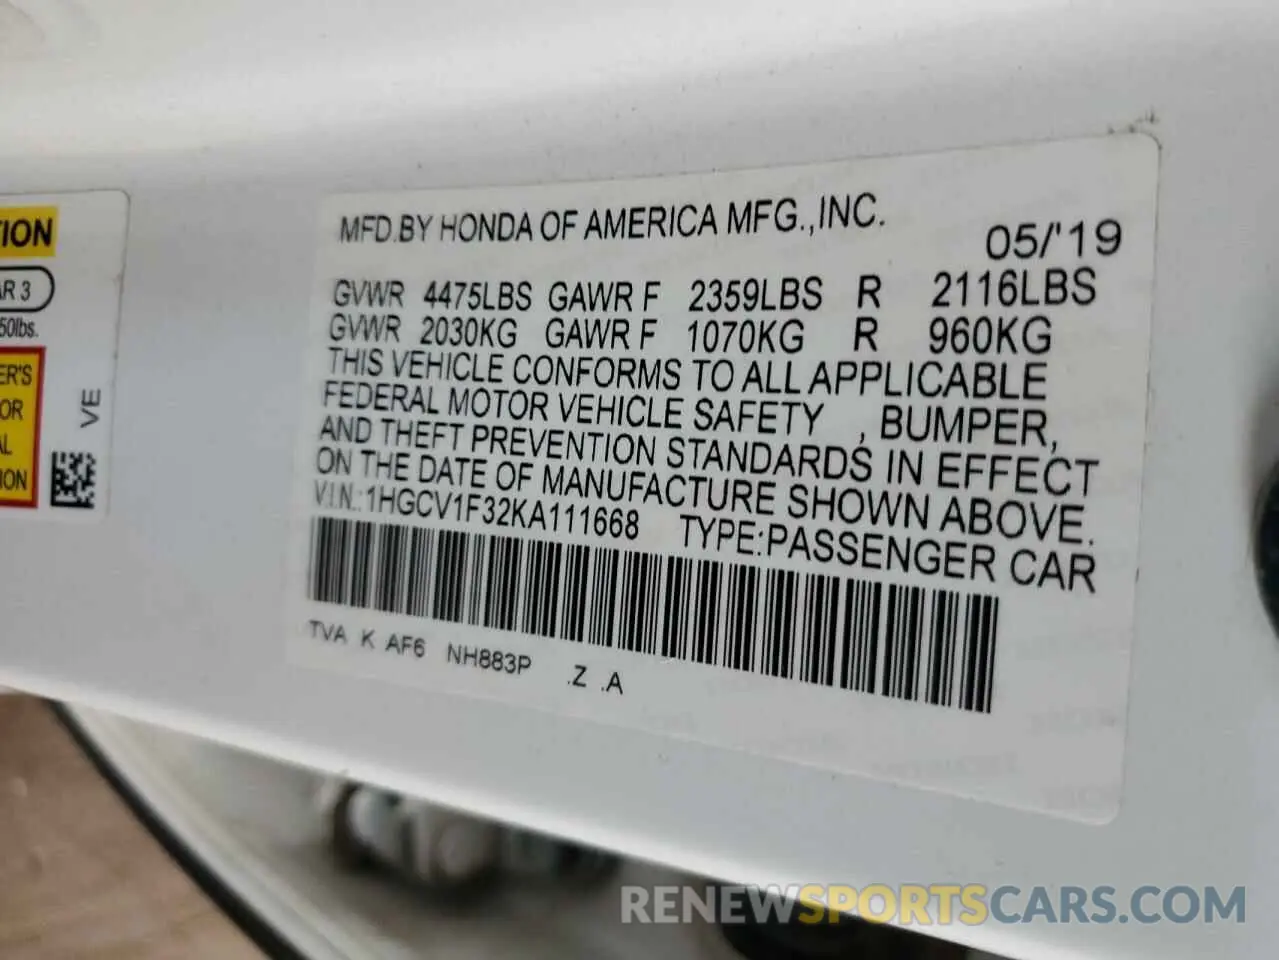 TION
AR 3
50lbs.
ER'S
OR
AL
ION
VE
MFD.BY HONDA OF AMERICA MFG.,INC.
05/'19
GVWR 4475LBS GAWR F 2359LBS R 2116LBS
GVWR 2030KG GAWR F 1070KG R 960KG
THIS VEHICLE CONFORMS TO ALL APPLICABLE
FEDERAL MOTOR VEHICLE SAFETY , BUMPER,
AND THEFT PREVENTION STANDARDS IN EFFECT
ON THE DATE OF MANUFACTURE SHOWN ABOVE.
V.I.N.:1HGCV1F32KA111668 TYPE:PASSENGER CAR
TVA K AF6 NH883P .Z .A
RENEWSPORTSCARS.COM